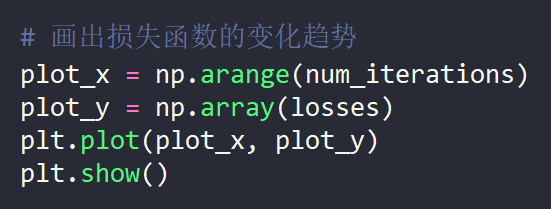 # 画出损失函数的变化趋势
plot_x = np.arange(num_iterations)
plot_y = np.array(losses)
plt.plot(plot_x, plot_y)
plt.show()